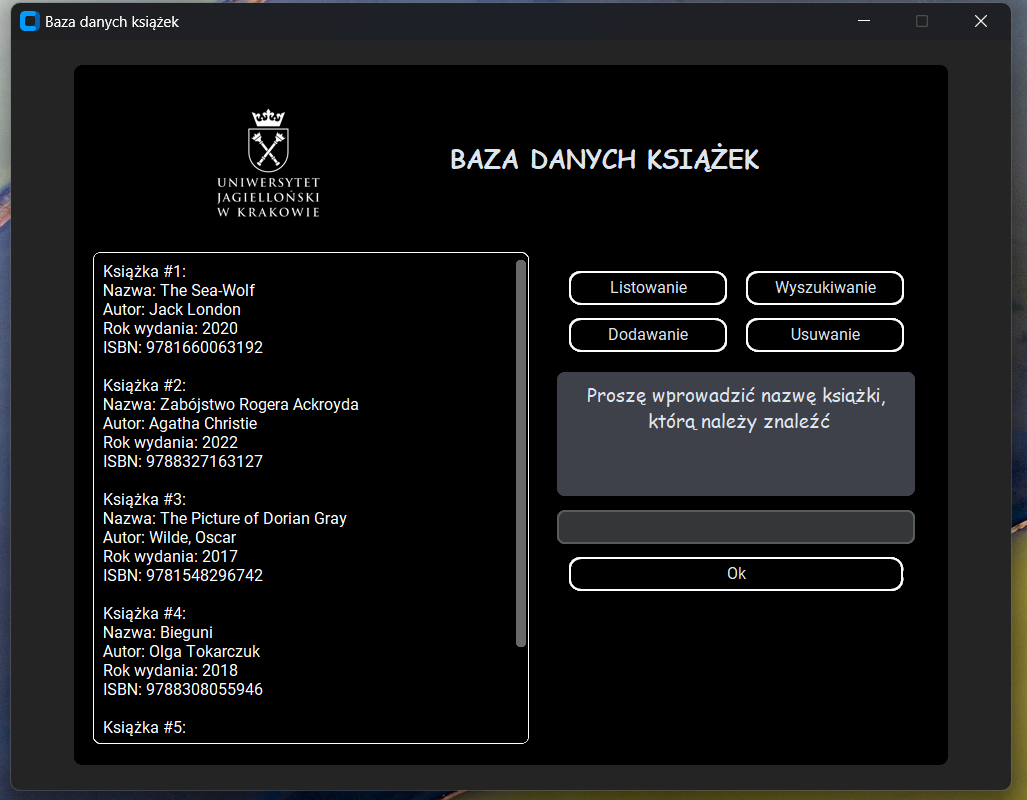 Baza danych książek
UNIWERSYTET
JAGIELLOŃSKI
W KRAKOWIE
BAZA DANYCH KSIĄŻEK
Książka #1:
Nazwa: The Sea-Wolf
Autor: Jack London
Rok wydania: 2020
ISBN: 9781660063192
Książka #2:
Nazwa: Zabójstwo Rogera Ackroyda
Autor: Agatha Christie
Rok wydania: 2022
ISBN: 9788327163127
Książka #3:
Nazwa: The Picture of Dorian Gray
Autor: Wilde, Oscar
Rok wydania: 2017
ISBN: 9781548296742
Książka #4:
Nazwa: Bieguni
Autor: Olga Tokarczuk
Rok wydania: 2018
ISBN: 9788308055946
Książka #5:
Listowanie
Wyszukiwanie
Dodawanie
Usuwanie
Proszę wprowadzić nazwę książki,
którą należy znaleźć
Ok